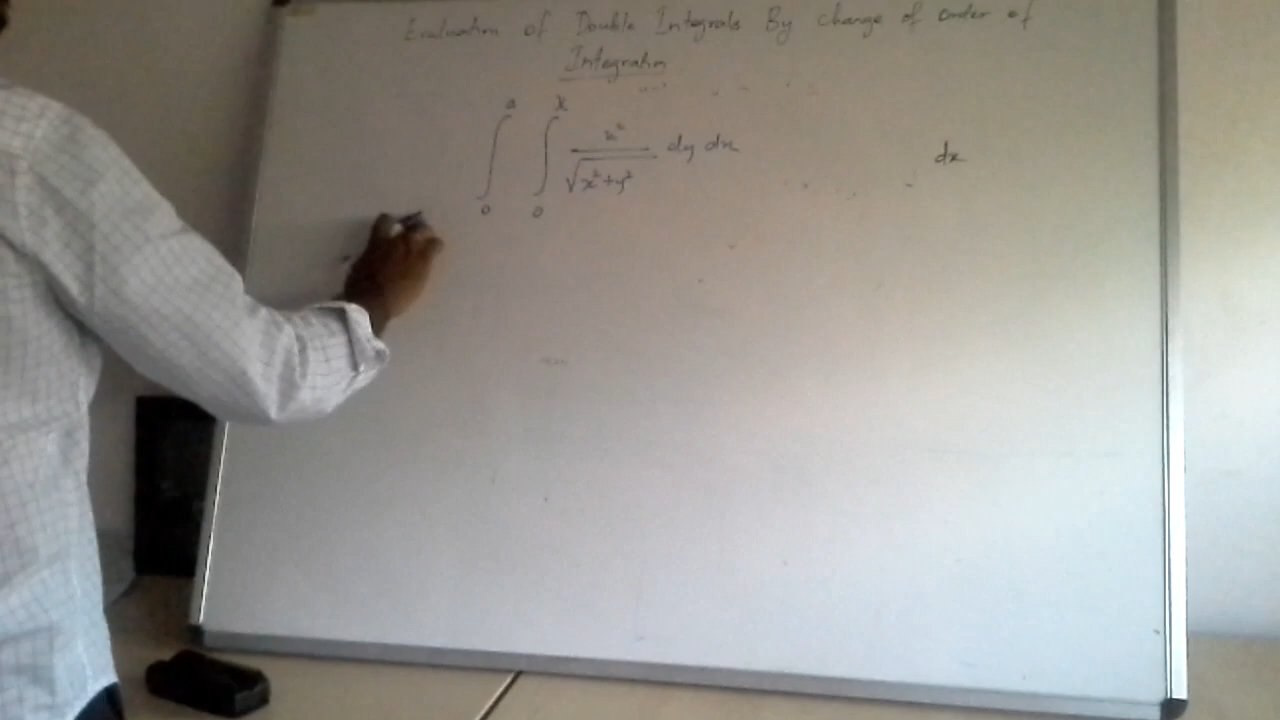 Evaluation of Double Integrals By change of order of
Integration
∫₀ᵃ ∫₀ˣ x²/√(x²+y²) dy dx
dx